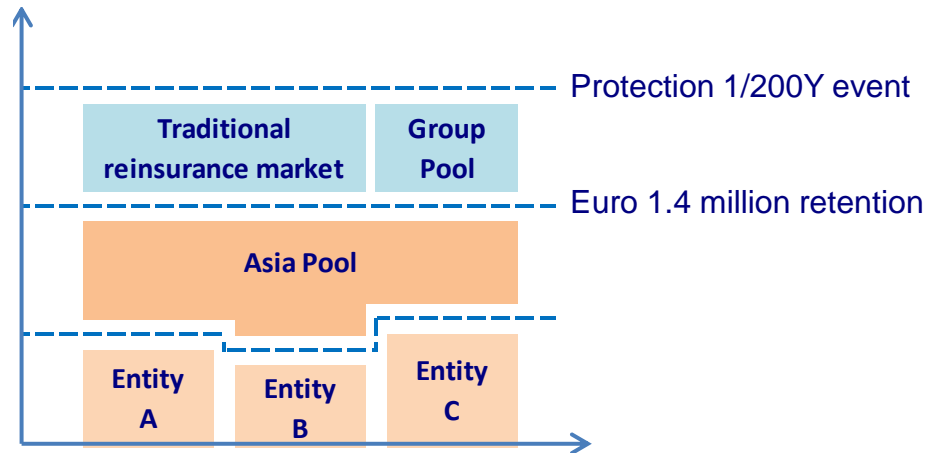 Protection 1/200Y event
Traditional
reinsurance market
Group
Pool
Euro 1.4 million retention
Asia Pool
Entity
A
Entity
B
Entity
C